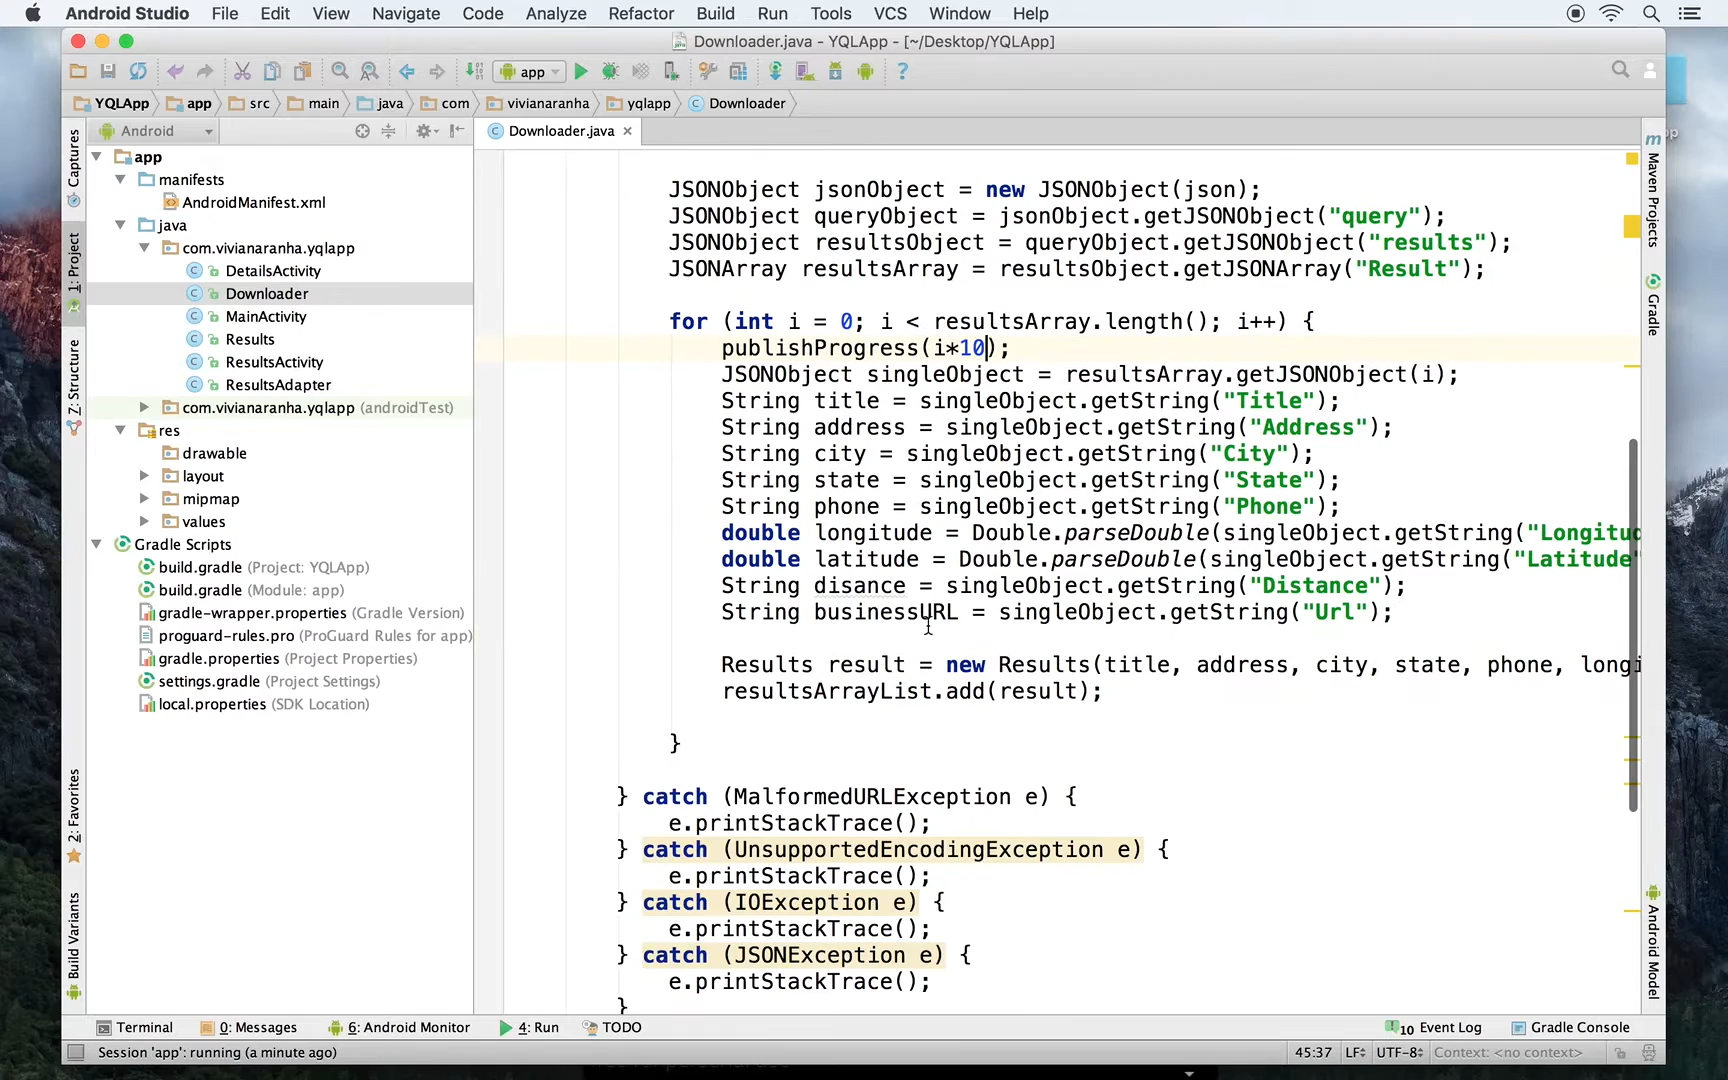 Android Studio File Edit View Navigate Code Analyze Refactor Build Run Tools VCS Window Help
Downloader.java - YQLApp - [~/Desktop/YQLApp]
app
YQLApp app src main java com vivianaranha yqlapp Downloader
Android
Downloader.java
Captures
1: Project
Z: Structure
2: Favorites
Build Variants
app
manifests
AndroidManifest.xml
java
com.vivianaranha.yqlapp
DetailsActivity
Downloader
MainActivity
Results
ResultsActivity
ResultsAdapter
com.vivianaranha.yqlapp (androidTest)
res
drawable
layout
mipmap
values
Gradle Scripts
build.gradle (Project: YQLApp)
build.gradle (Module: app)
gradle-wrapper.properties (Gradle Version)
proguard-rules.pro (ProGuard Rules for app)
gradle.properties (Project Properties)
settings.gradle (Project Settings)
local.properties (SDK Location)
JSONObject jsonObject = new JSONObject(json);
JSONObject queryObject = jsonObject.getJSONObject("query");
JSONObject resultsObject = queryObject.getJSONObject("results");
JSONArray resultsArray = resultsObject.getJSONArray("Result");
for (int i = 0; i < resultsArray.length(); i++) {
publishProgress(i*10);
JSONObject singleObject = resultsArray.getJSONObject(i);
String title = singleObject.getString("Title");
String address = singleObject.getString("Address");
String city = singleObject.getString("City");
String state = singleObject.getString("State");
String phone = singleObject.getString("Phone");
double longitude = Double.parseDouble(singleObject.getString("Longitud
double latitude = Double.parseDouble(singleObject.getString("Latitude"
String disance = singleObject.getString("Distance");
String businessURL = singleObject.getString("Url");
Results result = new Results(title, address, city, state, phone, longi
resultsArrayList.add(result);
}
} catch (MalformedURLException e) {
e.printStackTrace();
} catch (UnsupportedEncodingException e) {
e.printStackTrace();
} catch (IOException e) {
e.printStackTrace();
} catch (JSONException e) {
e.printStackTrace();
}
Maven Projects
Gradle
Android Model
Terminal 0: Messages 6: Android Monitor 4: Run TODO 10 Event Log Gradle Console
Session 'app': running (a minute ago) 45:37 LF UTF-8 Context: <no context>